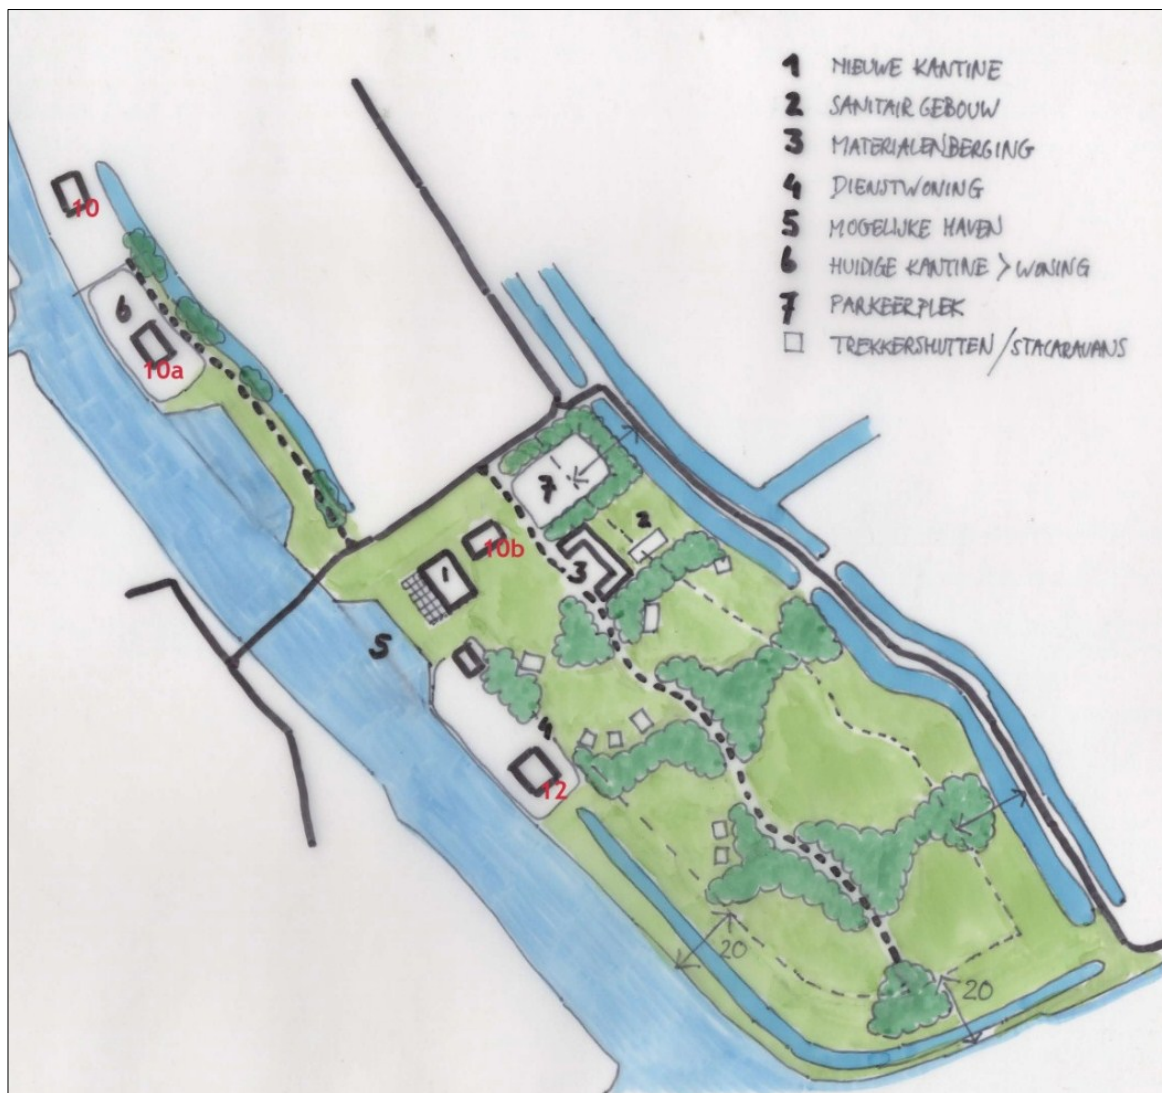 1 NIEUWE KANTINE
2 SANITAIR GEBOUW
3 MATERIALENBERGING
4 DIENSTWONING
5 MOGELIJKE HAVEN
6 HUIDIGE KANTINE > WONING
7 PARKEERPLEK
□ TREKKERSHUTTEN/STACARAVANS
10
6
10a
7
2
10b
1
3
5
4
12
20
20